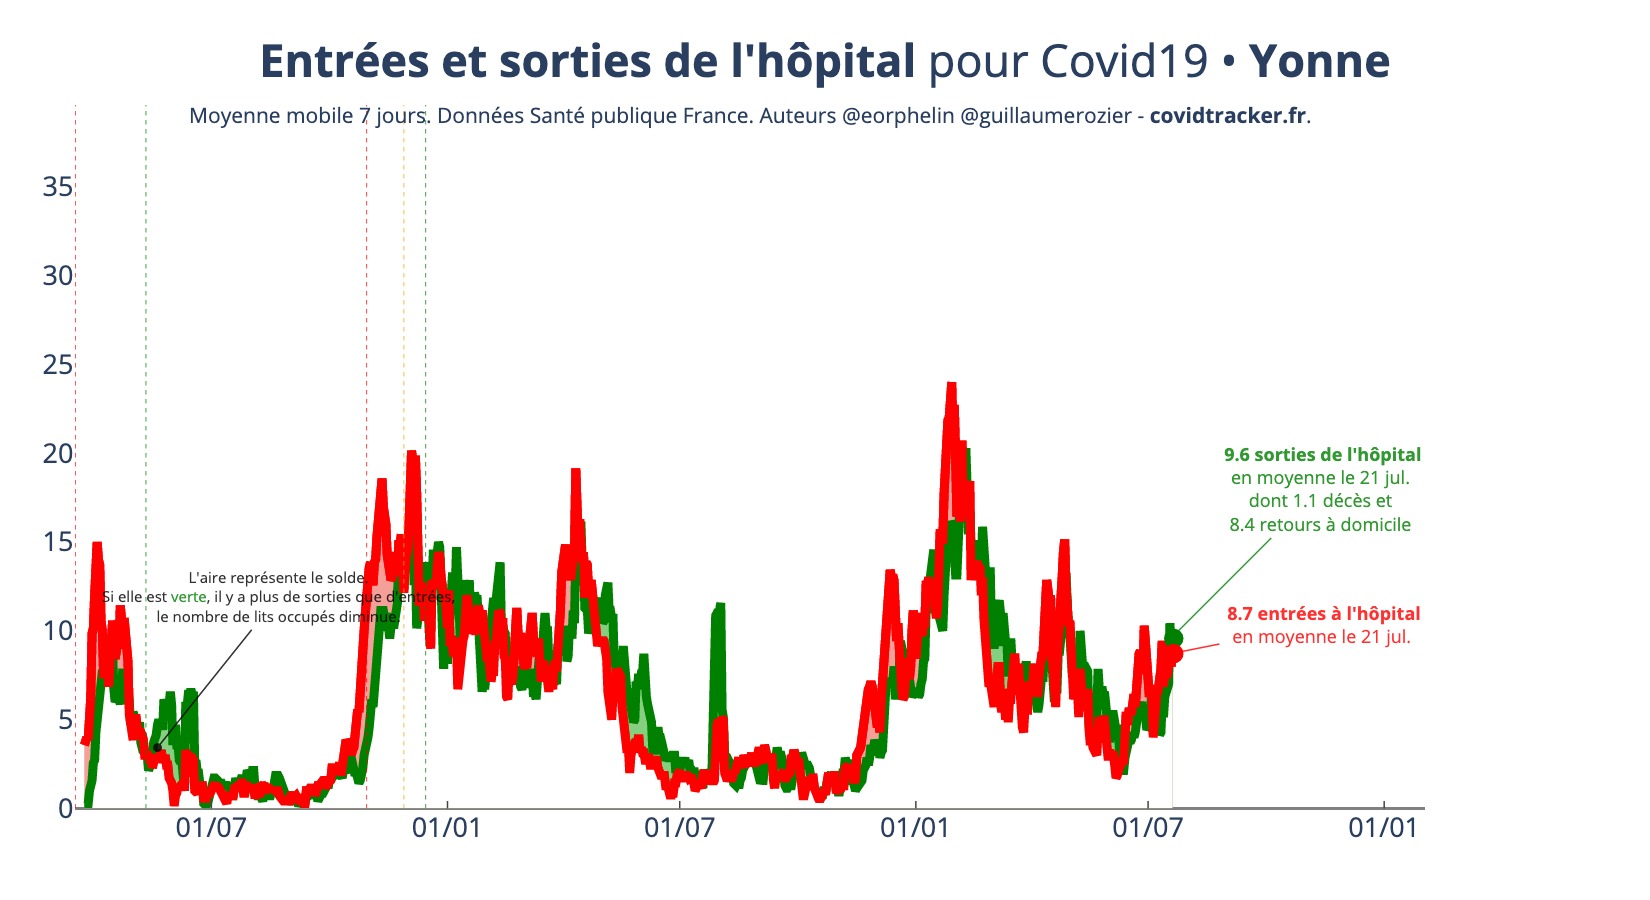 Entrées et sorties de l'hôpital pour Covid19 • Yonne
Moyenne mobile 7 jours. Données Santé publique France. Auteurs @eorphelin @guillaumerozier - covidtracker.fr.
35
30
25
20
15
10
5
0
L'aire représente le solde.
Si elle est verte, il y a plus de sorties que d'entrées,
le nombre de lits occupés diminue.
9.6 sorties de l'hôpital
en moyenne le 21 jul.
dont 1.1 décès et
8.4 retours à domicile
8.7 entrées à l'hôpital
en moyenne le 21 jul.
01/07
01/01
01/07
01/01
01/07
01/01